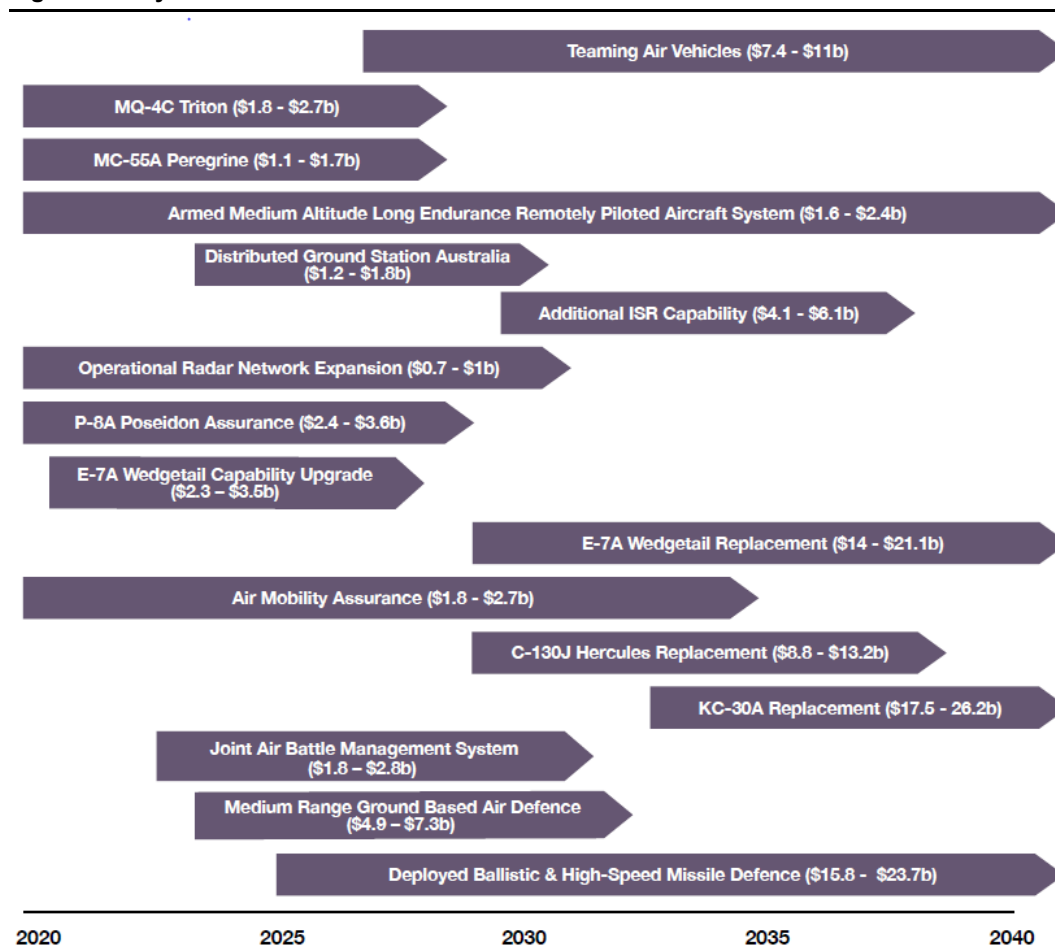 Teaming Air Vehicles ($7.4 - $11b)
MQ-4C Triton ($1.8 - $2.7b)
MC-55A Peregrine ($1.1 - $1.7b)
Armed Medium Altitude Long Endurance Remotely Piloted Aircraft System ($1.6 - $2.4b)
Distributed Ground Station Australia
($1.2 - $1.8b)
Additional ISR Capability ($4.1 - $6.1b)
Operational Radar Network Expansion ($0.7 - $1b)
P-8A Poseidon Assurance ($2.4 - $3.6b)
E-7A Wedgetail Capability Upgrade
($2.3 – $3.5b)
E-7A Wedgetail Replacement ($14 - $21.1b)
Air Mobility Assurance ($1.8 - $2.7b)
C-130J Hercules Replacement ($8.8 - $13.2b)
KC-30A Replacement ($17.5 - 26.2b)
Joint Air Battle Management System
($1.8 – $2.8b)
Medium Range Ground Based Air Defence
($4.9 – $7.3b)
Deployed Ballistic & High-Speed Missile Defence ($15.8 - $23.7b)
2020 2025 2030 2035 2040